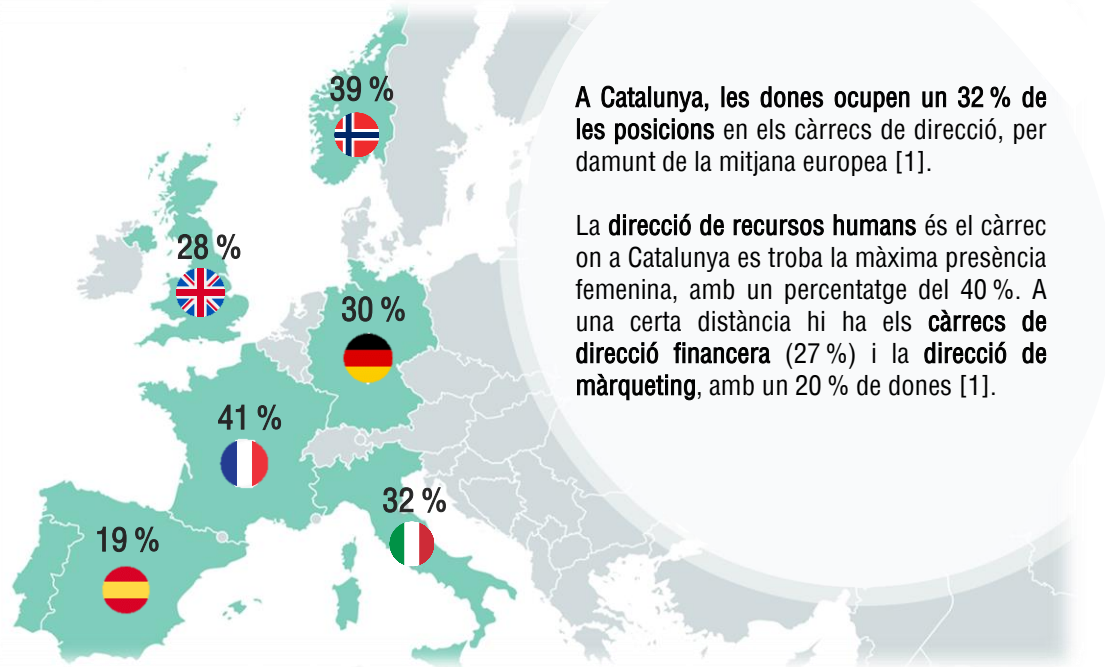 39 %
28 %
30 %
41 %
32 %
19 %
A Catalunya, les dones ocupen un 32 % de
les posicions en els càrrecs de direcció, per
damunt de la mitjana europea [1].
La direcció de recursos humans és el càrrec
on a Catalunya es troba la màxima presència
femenina, amb un percentatge del 40 %. A
una certa distància hi ha els càrrecs de
direcció financera (27 %) i la direcció de
màrqueting, amb un 20 % de dones [1].